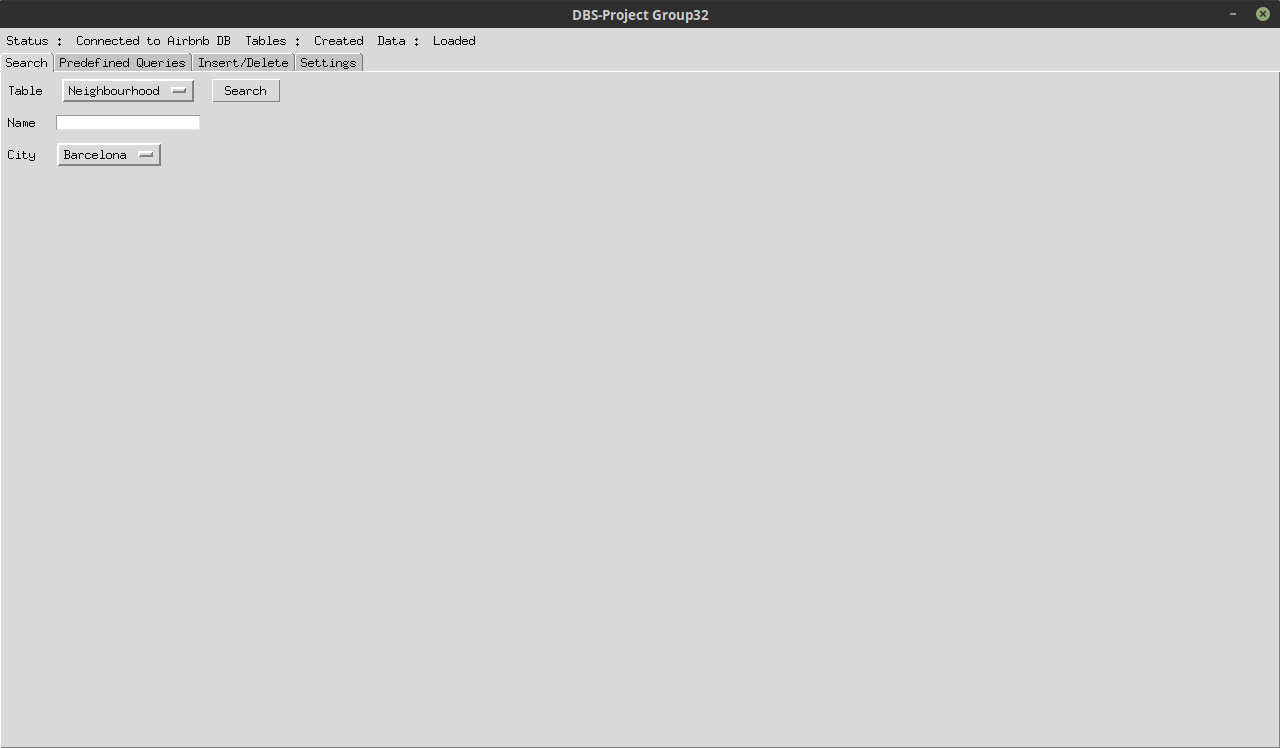 DBS-Project Group32
Status : Connected to Airbnb DB Tables : Created Data : Loaded
Search Predefined Queries Insert/Delete Settings
Table Neighbourhood Search
Name
City Barcelona